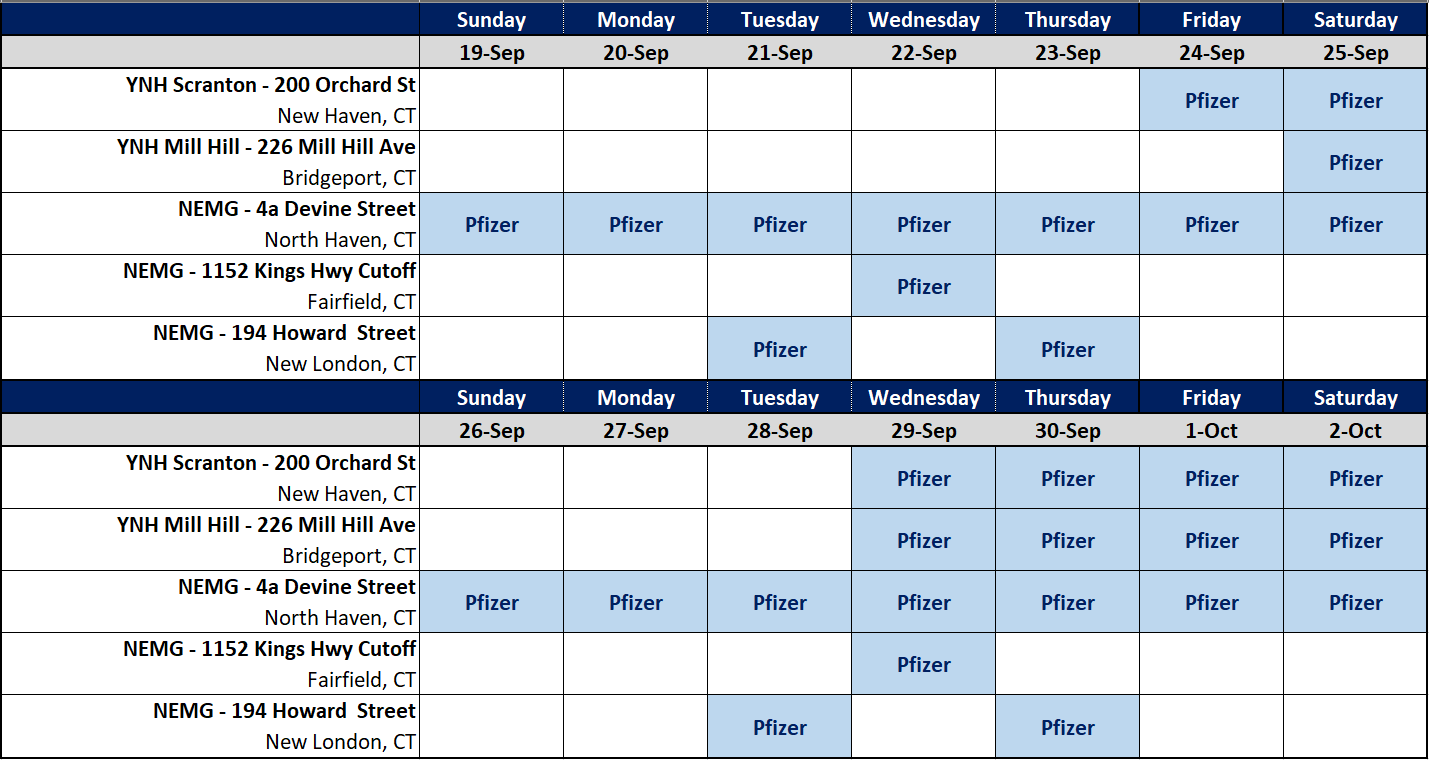 Sunday Monday Tuesday Wednesday Thursday Friday Saturday
19-Sep 20-Sep 21-Sep 22-Sep 23-Sep 24-Sep 25-Sep
YNH Scranton - 200 Orchard St
New Haven, CT
Pfizer Pfizer
YNH Mill Hill - 226 Mill Hill Ave
Bridgeport, CT
Pfizer
NEMG - 4a Devine Street
North Haven, CT
Pfizer Pfizer Pfizer Pfizer Pfizer Pfizer Pfizer
NEMG - 1152 Kings Hwy Cutoff
Fairfield, CT
Pfizer
NEMG - 194 Howard  Street
New London, CT
Pfizer Pfizer
Sunday Monday Tuesday Wednesday Thursday Friday Saturday
26-Sep 27-Sep 28-Sep 29-Sep 30-Sep 1-Oct 2-Oct
YNH Scranton - 200 Orchard St
New Haven, CT
Pfizer Pfizer Pfizer Pfizer
YNH Mill Hill - 226 Mill Hill Ave
Bridgeport, CT
Pfizer Pfizer Pfizer Pfizer
NEMG - 4a Devine Street
North Haven, CT
Pfizer Pfizer Pfizer Pfizer Pfizer Pfizer Pfizer
NEMG - 1152 Kings Hwy Cutoff
Fairfield, CT
Pfizer
NEMG - 194 Howard  Street
New London, CT
Pfizer Pfizer